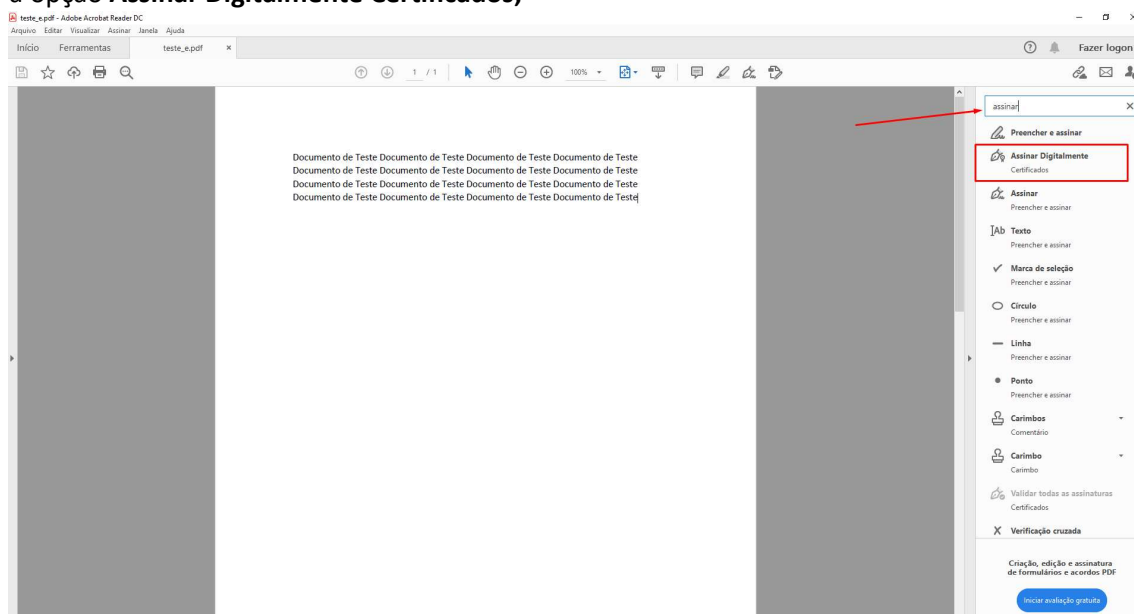 a opção Assinar Digitalmente Certificados;
teste_e.pdf - Adobe Acrobat Reader DC
Arquivo Editar Visualizar Assinar Janela Ajuda
Início Ferramentas teste_e.pdf × Fazer logon
1 / 1 100%
assinar
Preencher e assinar
Assinar Digitalmente
Certificados
Assinar
Preencher e assinar
Texto
Preencher e assinar
Marca de seleção
Preencher e assinar
Círculo
Preencher e assinar
Linha
Preencher e assinar
Ponto
Preencher e assinar
Carimbos
Comentário
Carimbo
Carimbo
Validar todas as assinaturas
Certificados
Verificação cruzada
Criação, edição e assinatura
de formulários e acordos PDF
Iniciar avaliação gratuita
Documento de Teste Documento de Teste Documento de Teste Documento de Teste
Documento de Teste Documento de Teste Documento de Teste Documento de Teste
Documento de Teste Documento de Teste Documento de Teste Documento de Teste
Documento de Teste Documento de Teste Documento de Teste Documento de Teste